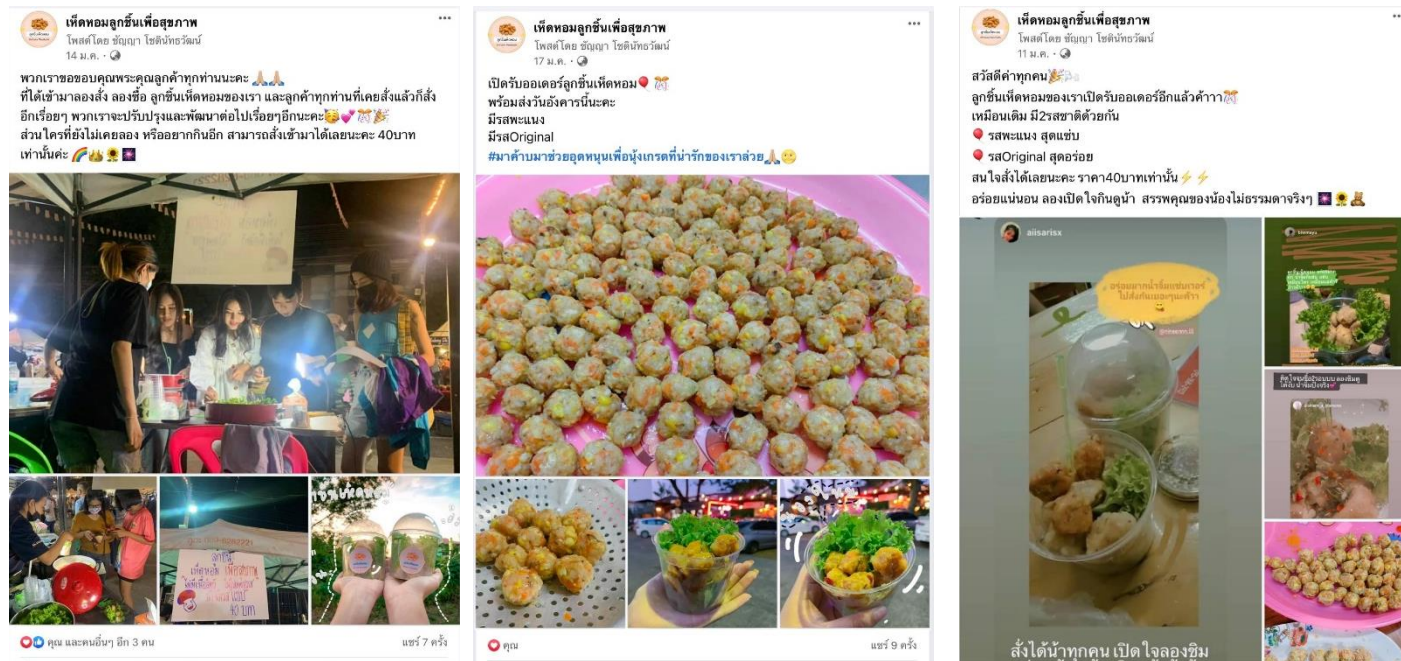 เห็ดหอมลูกชิ้นเพื่อสุขภาพ
โพสต์โดย ชัญญา โชตินัทธวัฒน์
14 ม.ค. ·
พวกเราขอขอบคุณพระคุณลูกค้าทุกท่านนะคะ 🙏🏻🙏🏻
ที่ได้เข้ามาลองสั่ง ลองซื้อ ลูกชิ้นเห็ดหอมของเรา และลูกค้าทุกท่านที่เคยสั่งแล้วก็สั่ง
อีกเรื่อยๆ พวกเราจะปรับปรุงและพัฒนาต่อไปเรื่อยๆอีกนะคะ🥳💕🎊🎉
ส่วนใครที่ยังไม่เคยลอง หรืออยากกินอีก สามารถสั่งเข้ามาได้เลยนะคะ 40บาท
เท่านั้นค่ะ 🌈👑🌻🎆
ลูกชิ้น
เห็ดหอม เพื่อสุขภาพ
40 บาท
คุณ และคนอื่นๆ อีก 3 คน
แชร์ 7 ครั้ง
เห็ดหอมลูกชิ้นเพื่อสุขภาพ
โพสต์โดย ชัญญา โชตินัทธวัฒน์
17 ม.ค. ·
เปิดรับออเดอร์ลูกชิ้นเห็ดหอม🎈 🎊
พร้อมส่งวันอังคารนี้นะคะ
มีรสพะแนง
มีรสOriginal
#มาค้าบมาช่วยอุดหนุนเพื่อนุ้งเกรดที่น่ารักของเราด่วย🙏🏻🌝
คุณ
แชร์ 9 ครั้ง
เห็ดหอมลูกชิ้นเพื่อสุขภาพ
โพสต์โดย ชัญญา โชตินัทธวัฒน์
11 ม.ค. ·
สวัสดีค่าทุกคน🎉🌬
ลูกชิ้นเห็ดหอมของเราเปิดรับออเดอร์อีกแล้วค้าาา🎊
เหมือนเดิม มี2รสชาติด้วยกัน
🎈 รสพะแนง สุดแซ่บ
🎈 รสOriginal สุดอร่อย
สนใจสั่งได้เลยนะคะ ราคา40บาทเท่านั้น⚡⚡
อร่อยแน่นอน ลองเปิดใจกินดูน้า สรรพคุณของน้องไม่ธรรมดาจริงๆ 🎆🌻🧸
aiisarisx
สั่งได้น้าทุกคน เปิดใจลองชิม